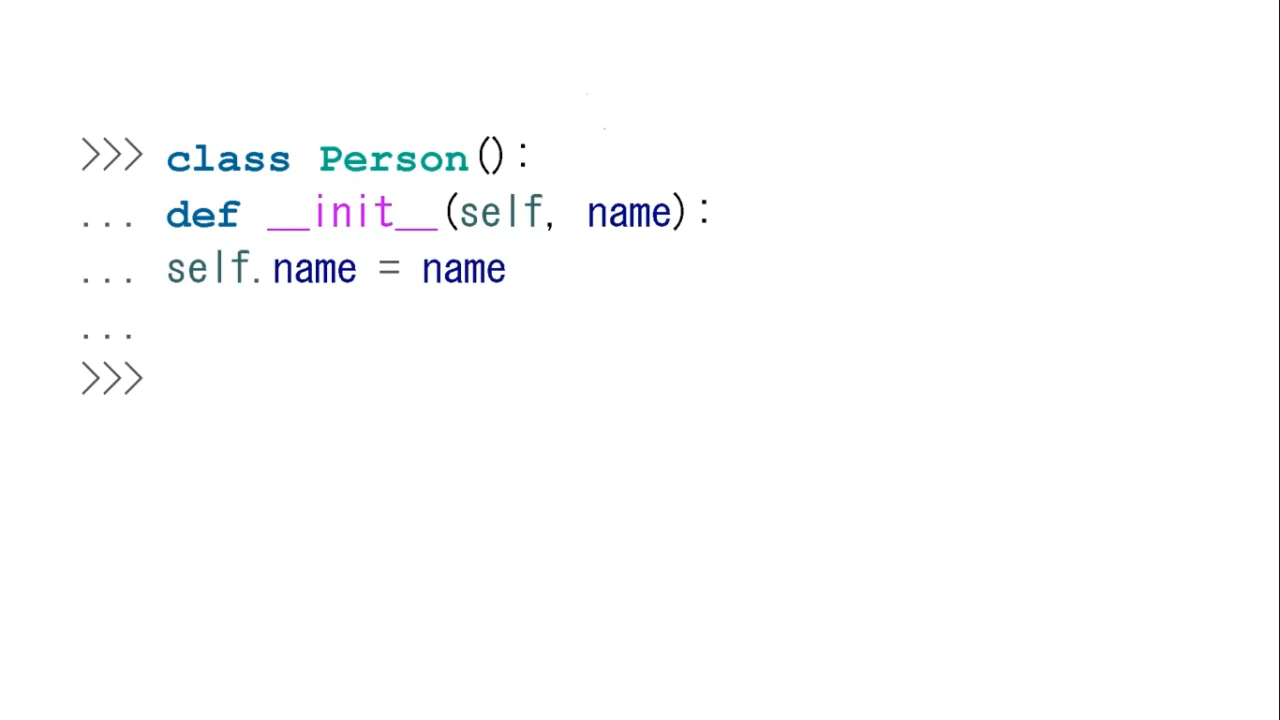 >>> class Person():
... def __init__(self, name):
... self.name = name
...
>>>